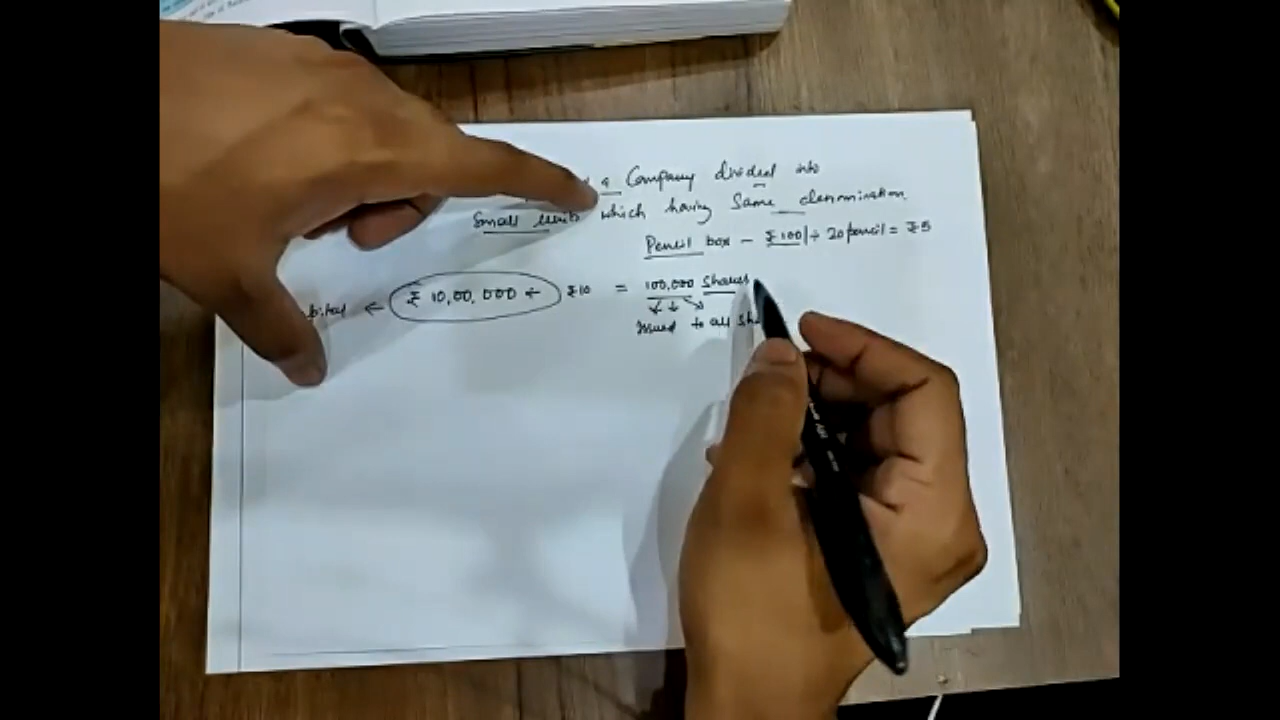 a Company divided into
Small units which having Same denomination.
Pencil box - ₹ 100/÷ 20 pencil = ₹5
← ₹ 10,00,000 ÷ ₹10 = 100,000 Shares
Issued to all